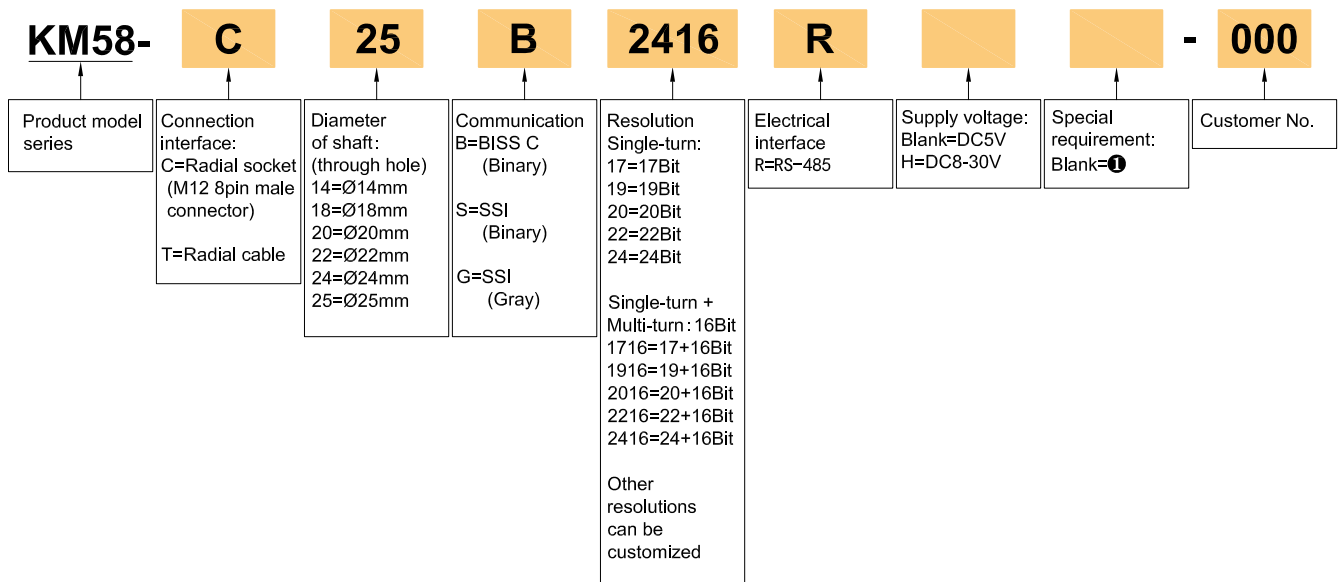 KM58- C 25 B 2416 R - 000
Product model
series
Connection
interface:
C=Radial socket
(M12 8pin male
connector)
T=Radial cable
Diameter
of shaft:
(through hole)
14=Ø14mm
18=Ø18mm
20=Ø20mm
22=Ø22mm
24=Ø24mm
25=Ø25mm
Communication
B=BISS C
(Binary)
S=SSI
(Binary)
G=SSI
(Gray)
Resolution
Single-turn:
17=17Bit
19=19Bit
20=20Bit
22=22Bit
24=24Bit
Single-turn +
Multi-turn: 16Bit
1716=17+16Bit
1916=19+16Bit
2016=20+16Bit
2216=22+16Bit
2416=24+16Bit
Other
resolutions
can be
customized
Electrical
interface
R=RS-485
Supply voltage:
Blank=DC5V
H=DC8-30V
Special
requirement:
Blank=❶
Customer No.